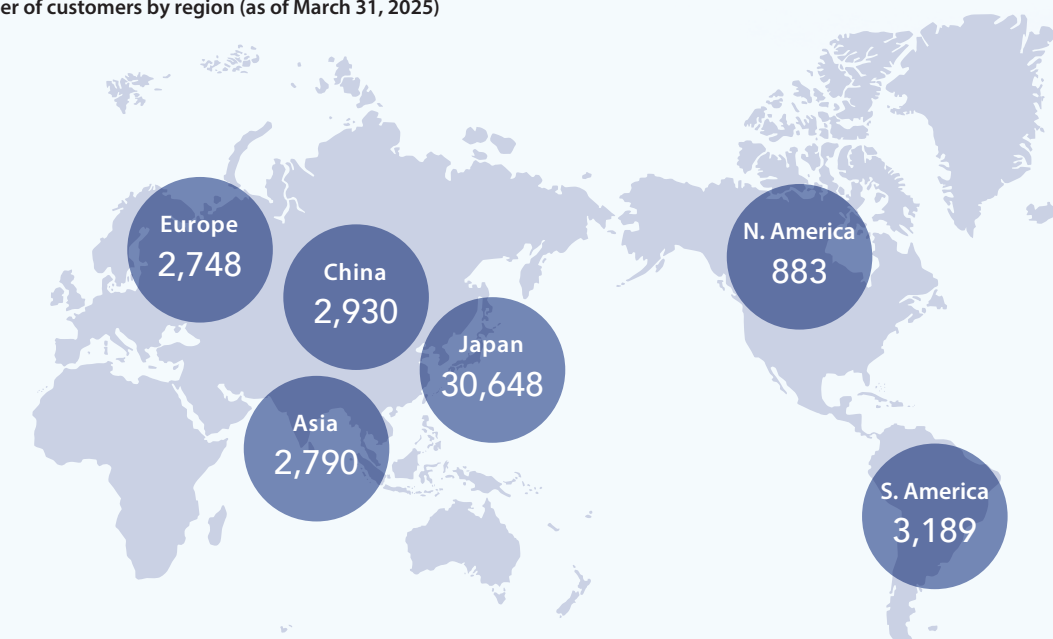 er of customers by region (as of March 31, 2025)
Europe
2,748
China
2,930
Japan
30,648
Asia
2,790
N. America
883
S. America
3,189